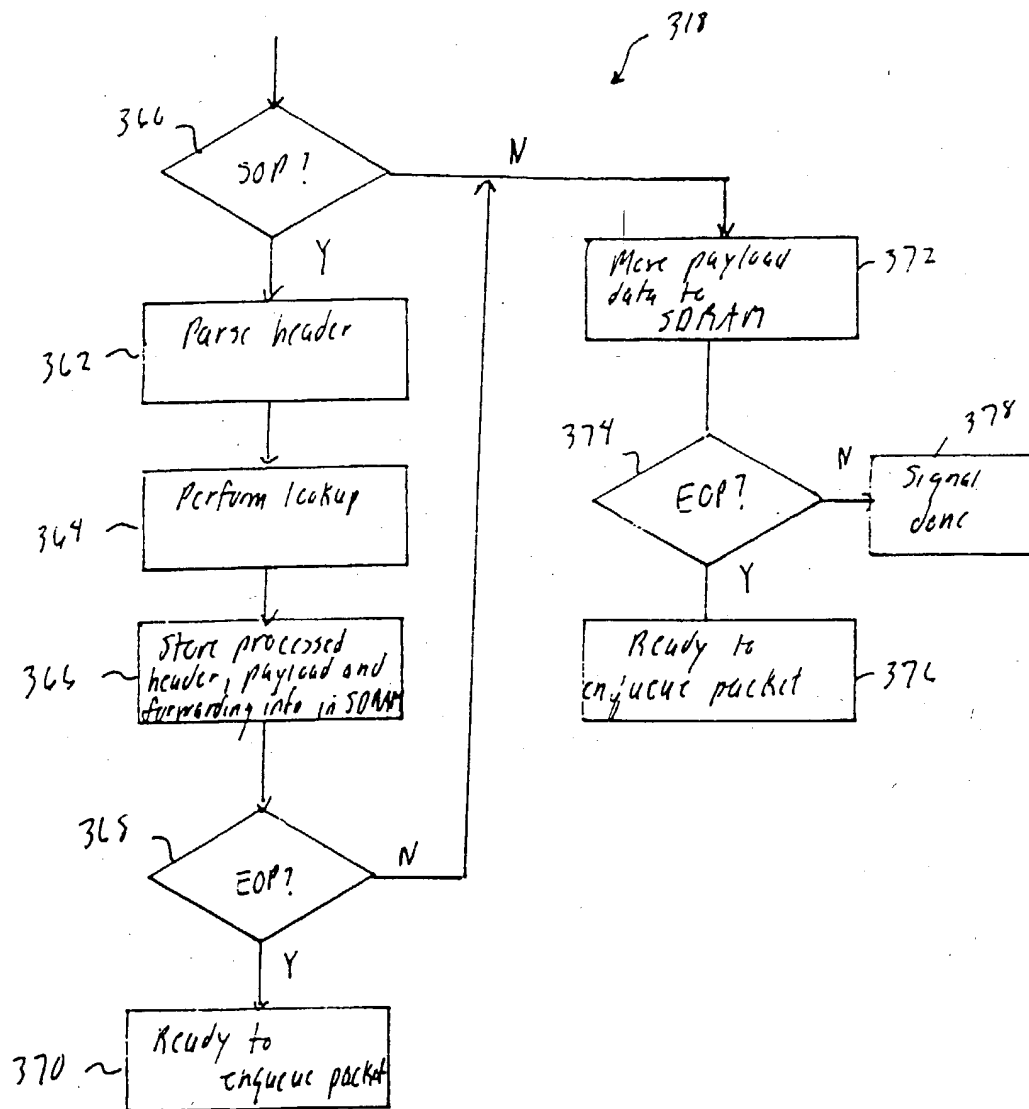 318
366
SOP?
N
Y
Move payload
data to
SDRAM
372
362
Parse header
374
EOP?
N
378
Signal
done
Y
364
Perform lookup
Ready to
enqueue packet
376
366
Store processed
header, payload and
forwarding info in SDRAM
368
EOP?
N
Y
370
Ready to
enqueue packet